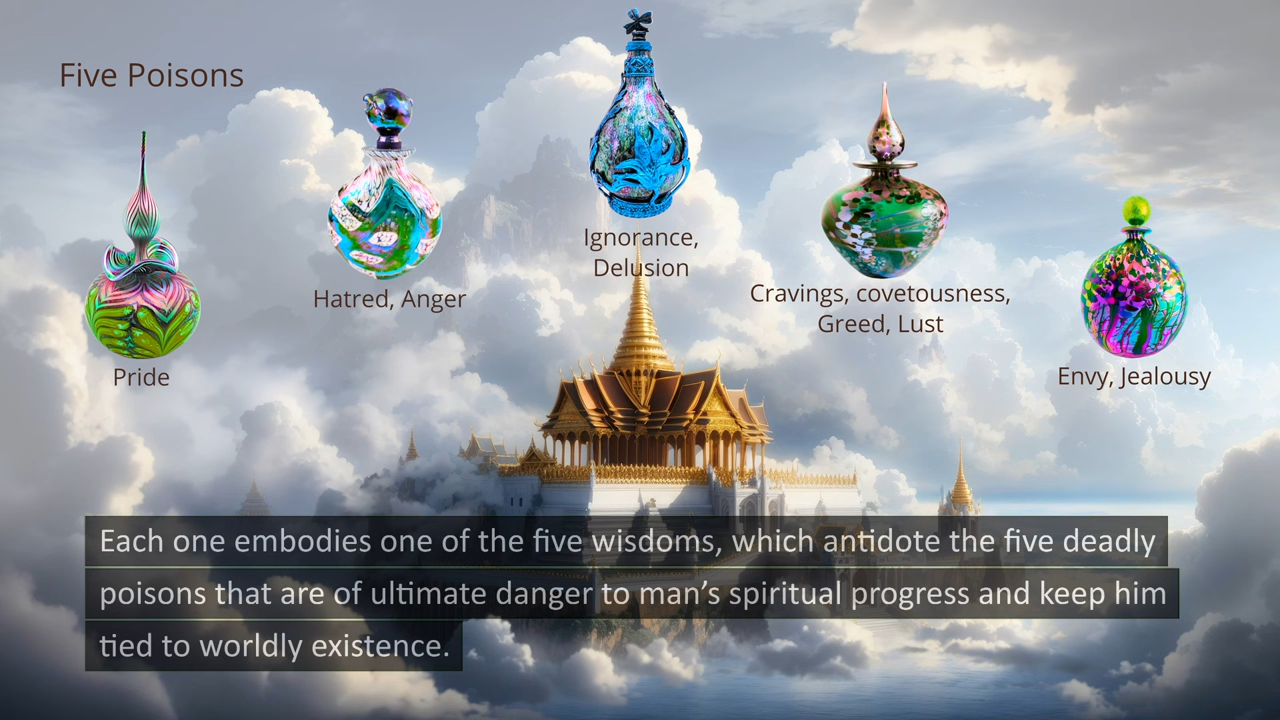 Five Poisons
Pride
Hatred, Anger
Ignorance,
Delusion
Cravings, covetousness,
Greed, Lust
Envy, Jealousy
Each one embodies one of the five wisdoms, which antidote the five deadly
poisons that are of ultimate danger to man’s spiritual progress and keep him
tied to worldly existence.